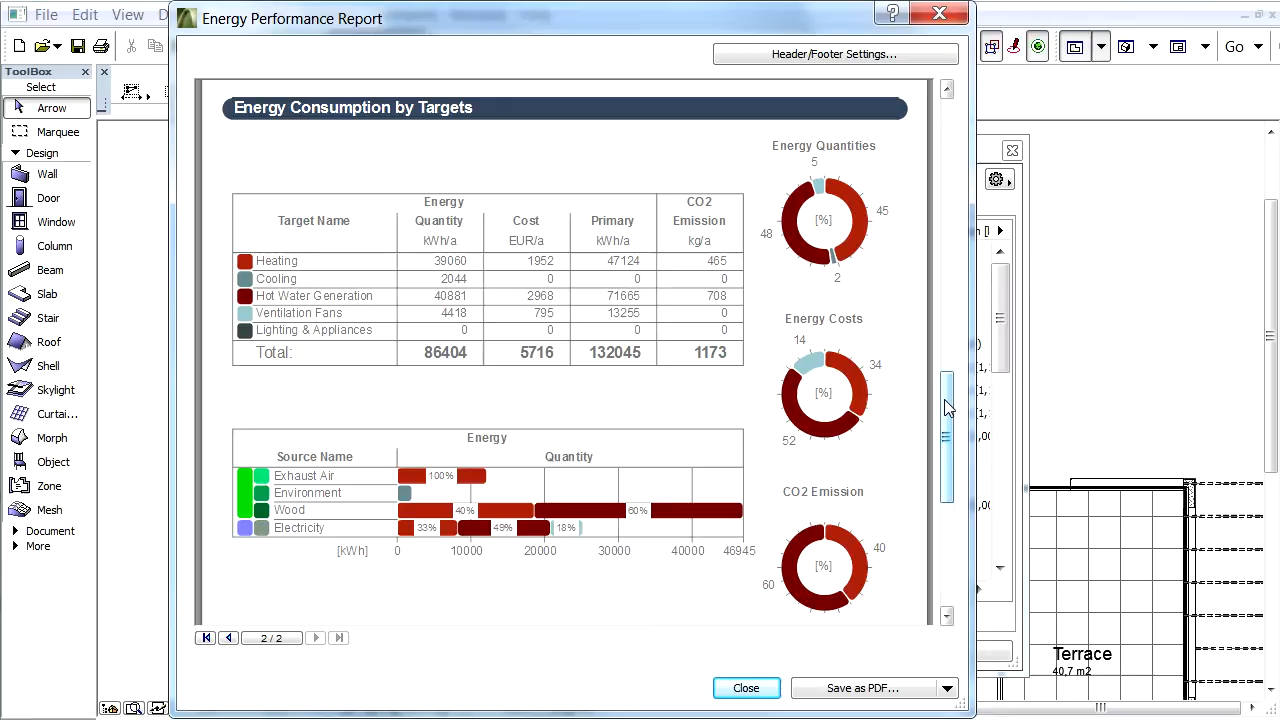 File Edit View
Energy Performance Report
Header/Footer Settings...
Go
ToolBox
Select
Arrow
Marquee
Design
Wall
Door
Window
Column
Beam
Slab
Stair
Roof
Shell
Skylight
Curtai...
Morph
Object
Zone
Mesh
Document
More
Energy Consumption by Targets
Energy CO2
Target Name Quantity Cost Primary Emission
kWh/a EUR/a kWh/a kg/a
Heating 39060 1952 47124 465
Cooling 2044 0 0 0
Hot Water Generation 40881 2968 71665 708
Ventilation Fans 4418 795 13255 0
Lighting & Appliances 0 0 0 0
Total: 86404 5716 132045 1173
Energy
Source Name Quantity
Exhaust Air 100%
Environment
Wood 40% 60%
Electricity 33% 49% 18%
[kWh] 0 10000 20000 30000 40000 46945
Energy Quantities
5
45
[%]
48
2
Energy Costs
14
34
[%]
52
CO2 Emission
40
[%]
60
2 / 2
Close
Save as PDF...
Terrace
40,7 m2